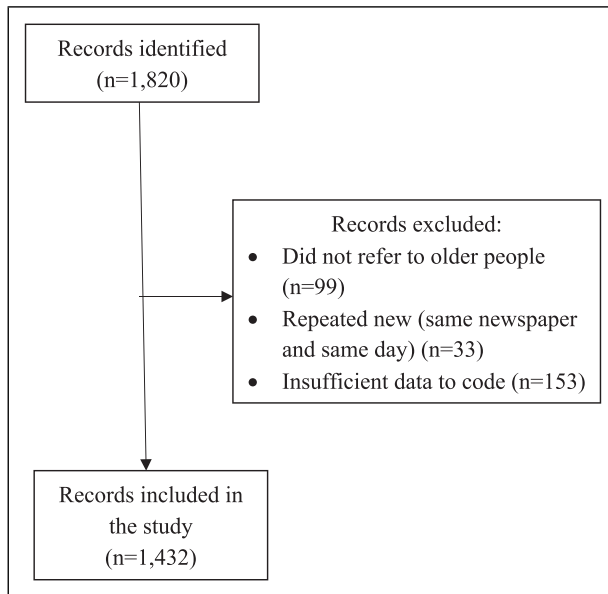 Records identified
(n=1,820)
Records excluded:
• Did not refer to older people
(n=99)
• Repeated new (same newspaper
and same day) (n=33)
• Insufficient data to code (n=153)
Records included in
the study
(n=1,432)